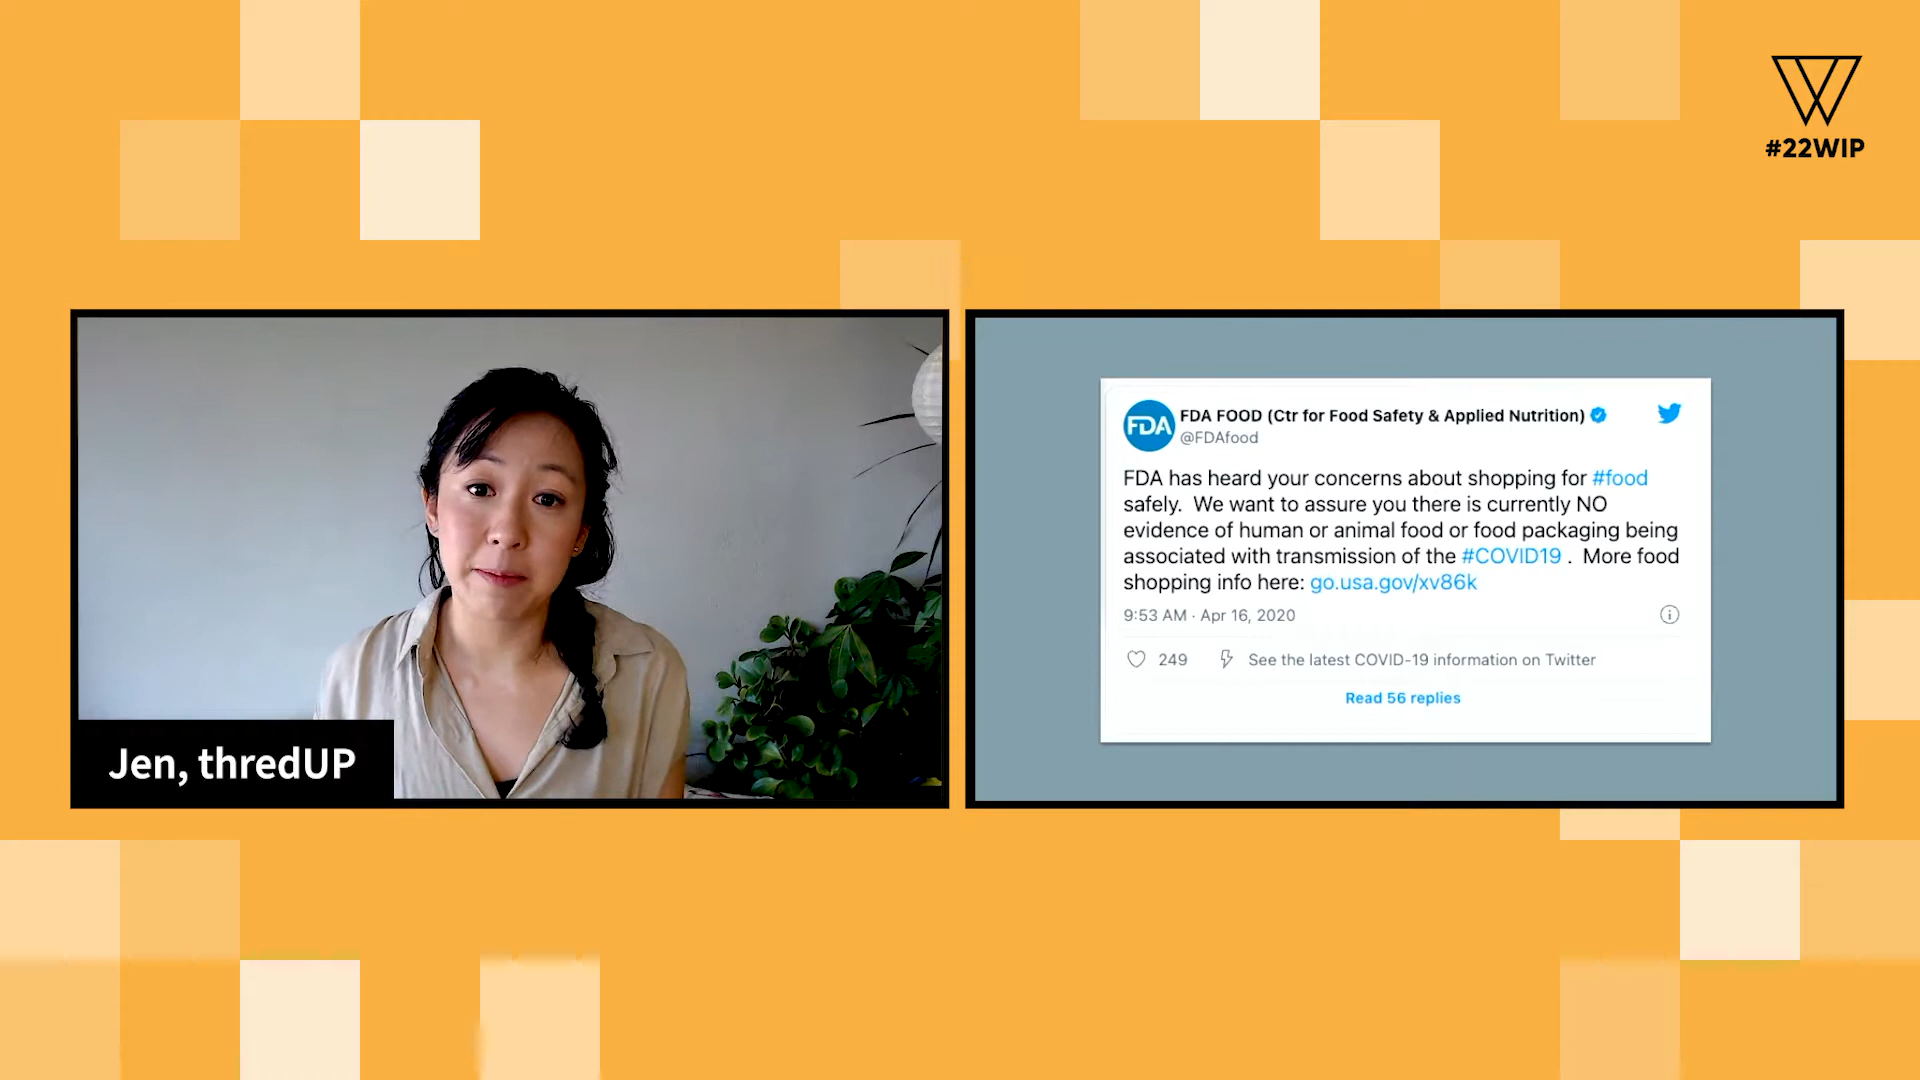 #22WIP
Jen, thredUP
FDA
FDA FOOD (Ctr for Food Safety & Applied Nutrition)
@FDAfood
FDA has heard your concerns about shopping for #food
safely.  We want to assure you there is currently NO
evidence of human or animal food or food packaging being
associated with transmission of the #COVID19 .  More food
shopping info here: go.usa.gov/xv86k
9:53 AM · Apr 16, 2020
249
See the latest COVID-19 information on Twitter
Read 56 replies